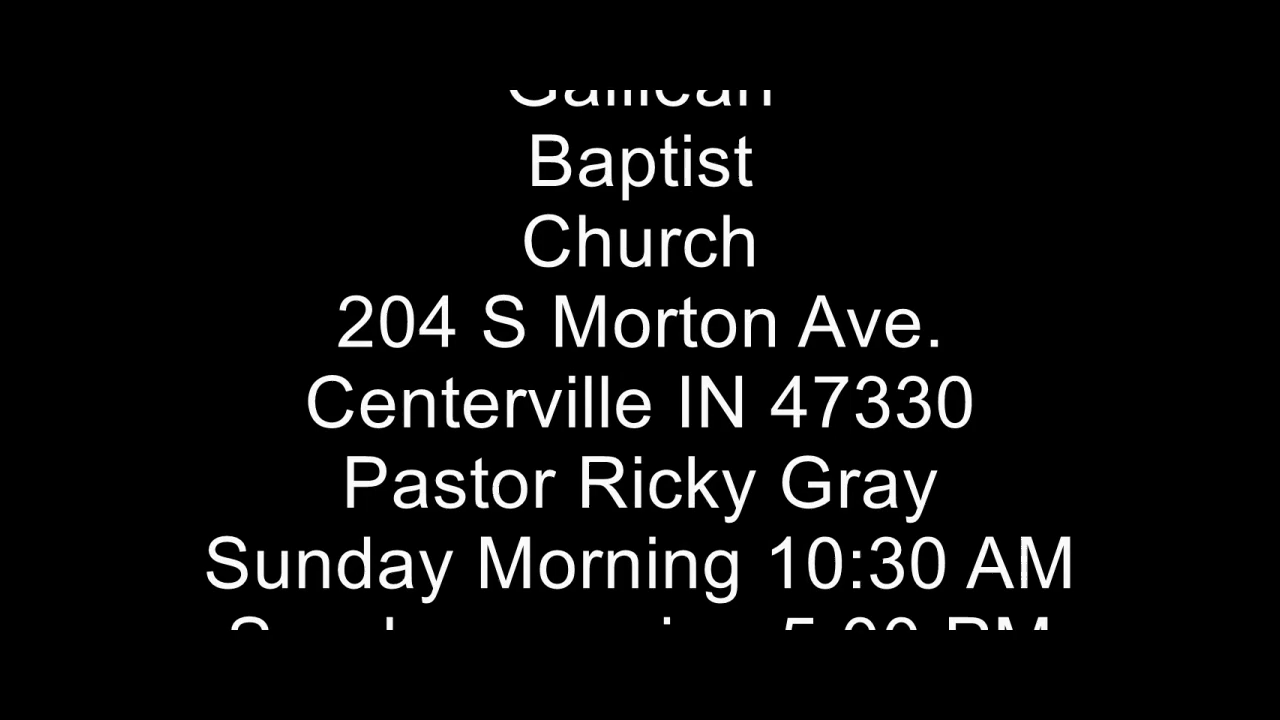 Baptist
Church
204 S Morton Ave.
Centerville IN 47330
Pastor Ricky Gray
Sunday Morning 10:30 AM